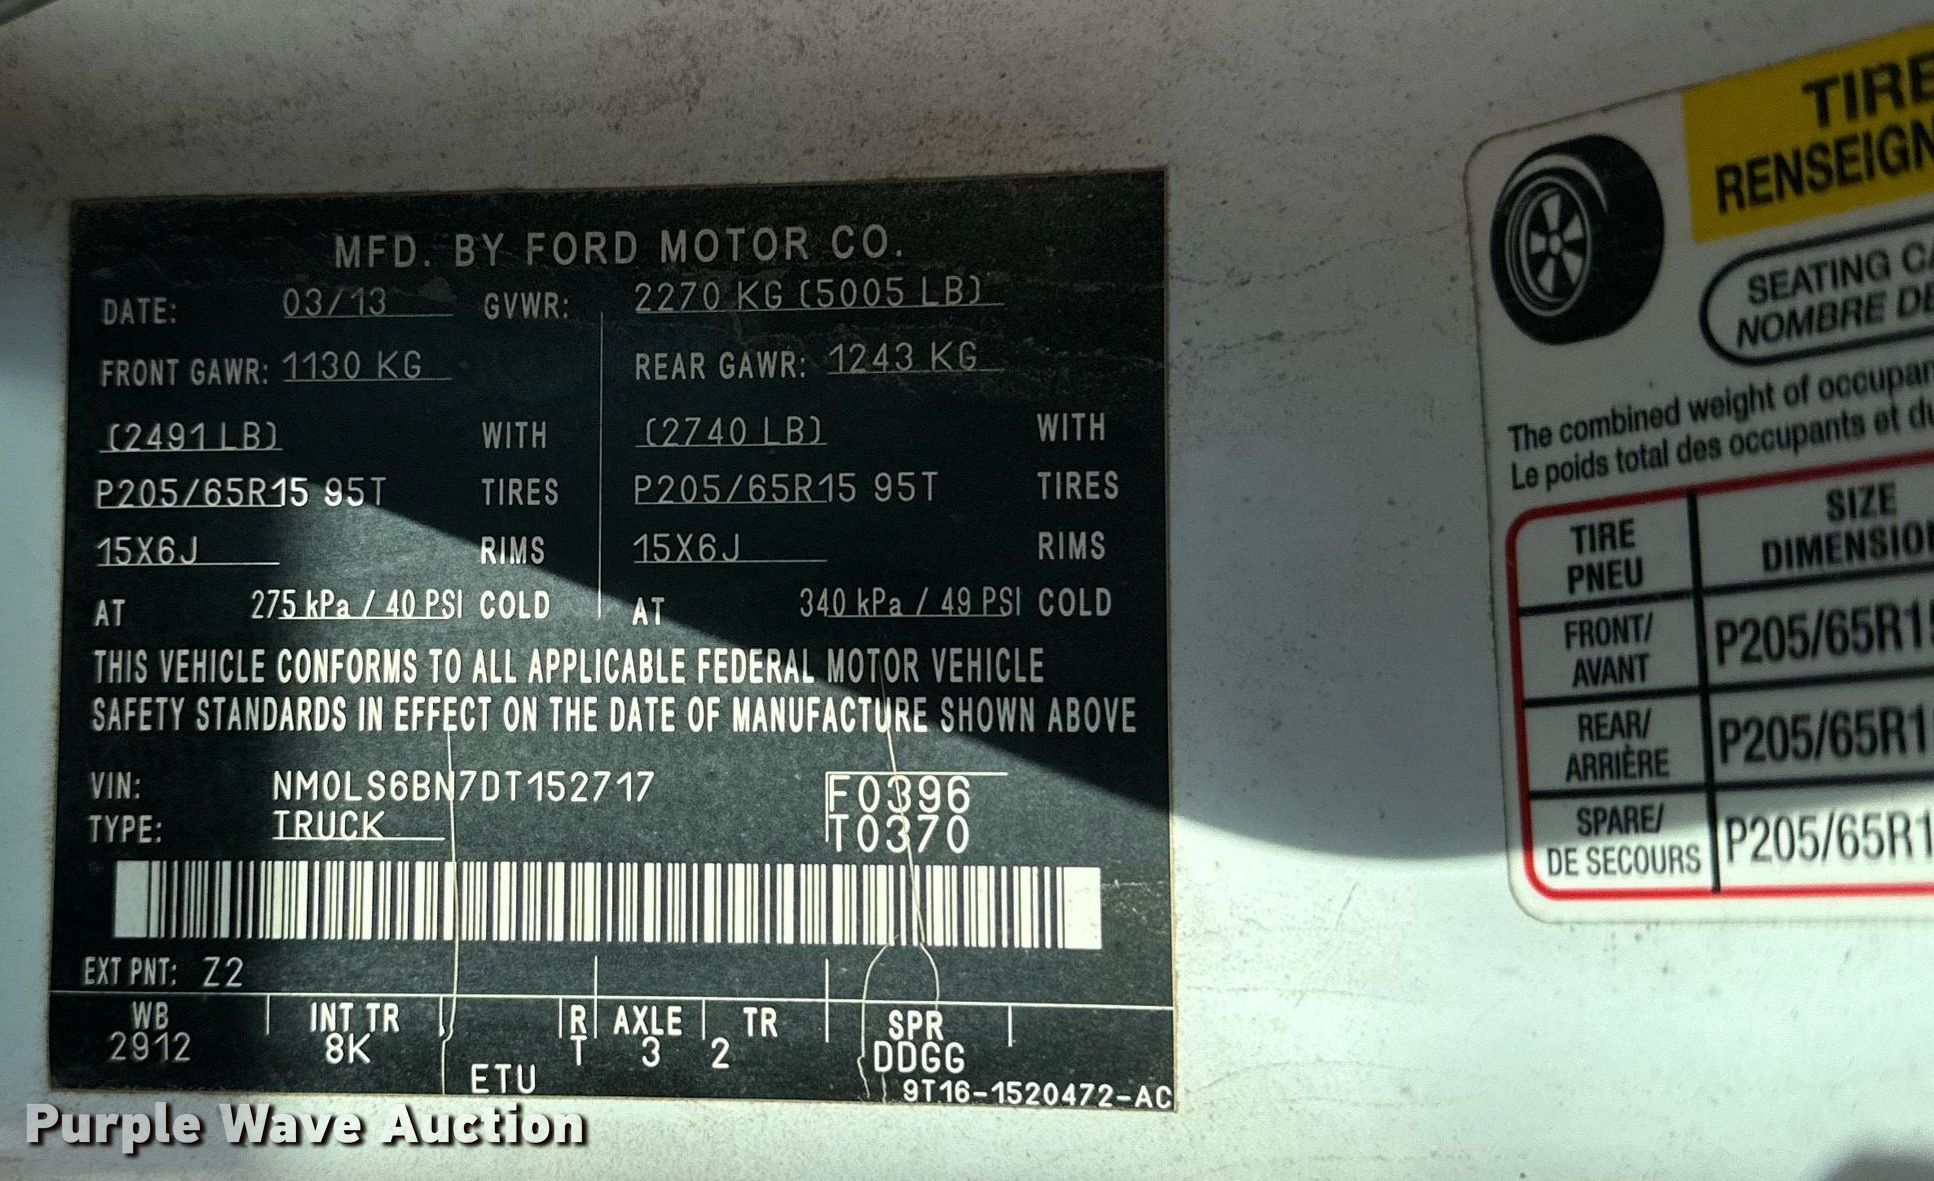 MFD. BY FORD MOTOR CO.
DATE: 03/13 GVWR: 2270 KG (5005 LB)
FRONT GAWR: 1130 KG REAR GAWR: 1243 KG
(2491 LB) WITH (2740 LB) WITH
P205/65R15 95T TIRES P205/65R15 95T TIRES
15X6J RIMS 15X6J RIMS
AT 275 kPa / 40 PSI COLD AT 340 kPa / 49 PSI COLD
THIS VEHICLE CONFORMS TO ALL APPLICABLE FEDERAL MOTOR VEHICLE
SAFETY STANDARDS IN EFFECT ON THE DATE OF MANUFACTURE SHOWN ABOVE
VIN: NM0LS6BN7DT152717 F0396
TYPE: TRUCK T0370
EXT PNT: Z2
WB INT TR R AXLE TR SPR
2912 8K T 3 2 DDGG
ETU
9T16-1520472-AC
TIRE
RENSEIGN
SEATING CA
NOMBRE DE
The combined weight of occupan
Le poids total des occupants et du
TIRE SIZE
PNEU DIMENSION
FRONT/
AVANT P205/65R15
REAR/
ARRIÈRE P205/65R1
SPARE/
DE SECOURS P205/65R1
Purple Wave Auction